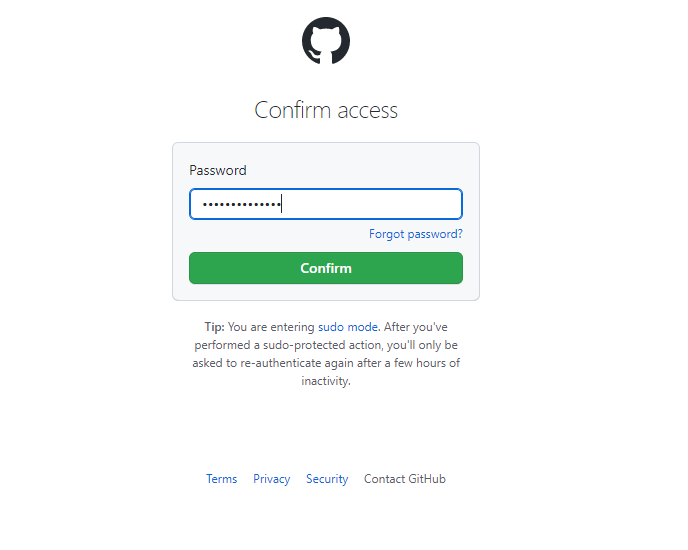 Confirm access
Password
••••••••••••••
Forgot password?
Confirm
Tip: You are entering sudo mode. After you've
performed a sudo-protected action, you'll only be
asked to re-authenticate again after a few hours of
inactivity.
Terms Privacy Security Contact GitHub